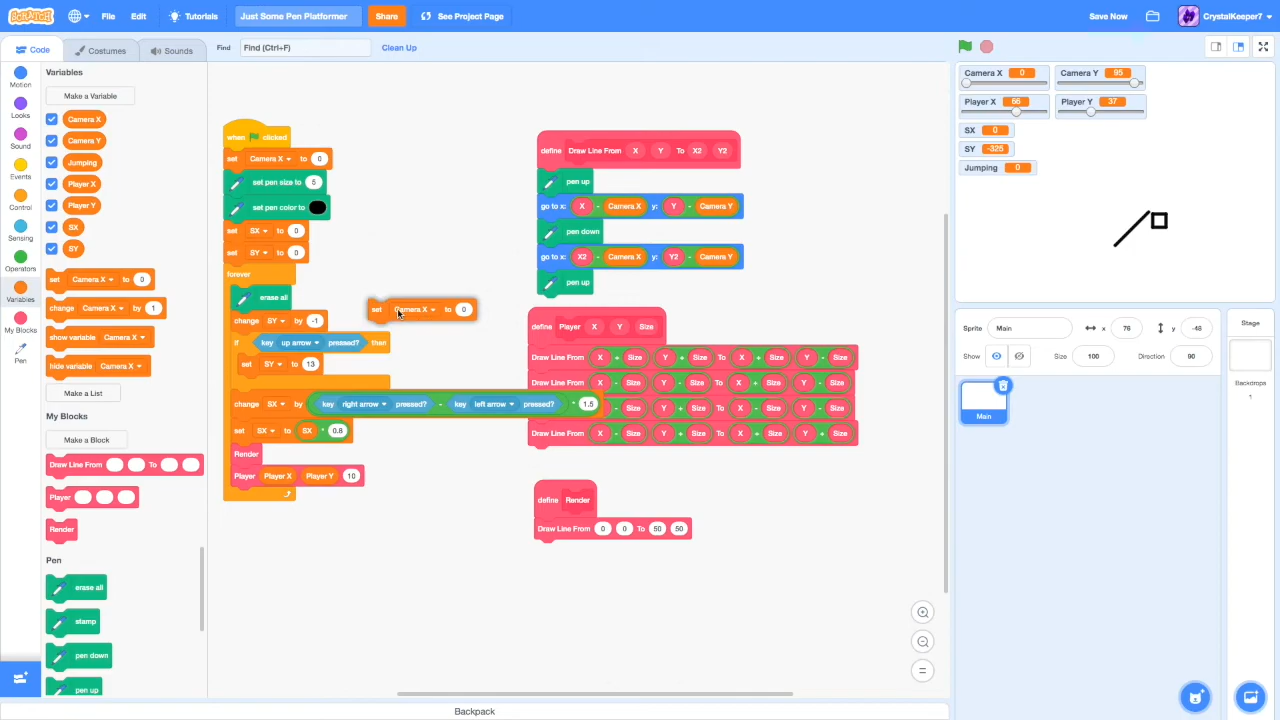 SCRATCH
File
Edit
Tutorials
Just Some Pen Platformer
Share
See Project Page
Save Now
CrystalKeeper7
Code
Costumes
Sounds
Find
Find (Ctrl+F)
Clean Up
Motion
Looks
Sound
Events
Control
Sensing
Operators
Variables
My Blocks
Pen
Variables
Make a Variable
Camera X
Camera Y
Jumping
Player X
Player Y
SX
SY
set Camera X to 0
change Camera X by 1
show variable Camera X
hide variable Camera X
Make a List
My Blocks
Make a Block
Draw Line From To
Player
Render
Pen
erase all
stamp
pen down
pen up
when clicked
set Camera X to 0
set pen size to 5
set pen color to
set SX to 0
set SY to 0
forever
erase all
change SY by -1
if key up arrow pressed? then
set SY to 13
change SX by key right arrow pressed? - key left arrow pressed? * 1.5
set SX to SX * 0.8
Render
Player Player X Player Y 10
set Camera X to 0
define Draw Line From X Y To X2 Y2
pen up
go to x: X - Camera X y: Y - Camera Y
pen down
go to x: X2 - Camera X y: Y2 - Camera Y
pen up
define Player X Y Size
Draw Line From X + Size Y + Size To X + Size Y - Size
Draw Line From X - Size Y - Size To X + Size Y - Size
- Size Y + Size To X - Size Y - Size
Draw Line From X - Size Y + Size To X + Size Y + Size
define Render
Draw Line From 0 0 To 50 50
Backpack
Camera X 0
Camera Y 95
Player X 66
Player Y 37
SX 0
SY -325
Jumping 0
Sprite Main x 76 y -48
Show Size 100 Direction 90
Main
Stage
Backdrops
1